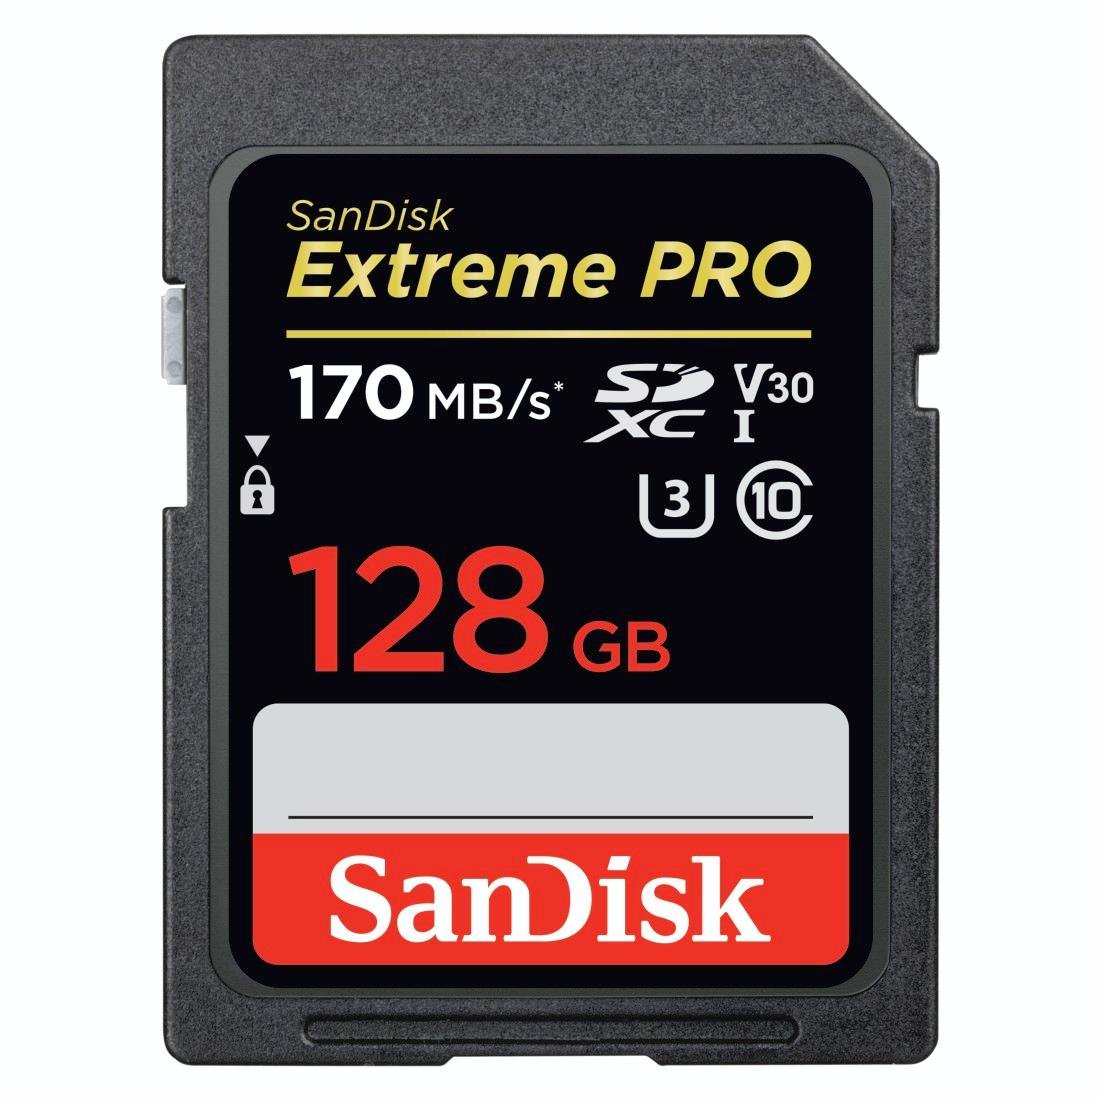 SanDisk
Extreme PRO
170 MB/s*
SD XC
V30
I
3
10
128 GB
SanDisk